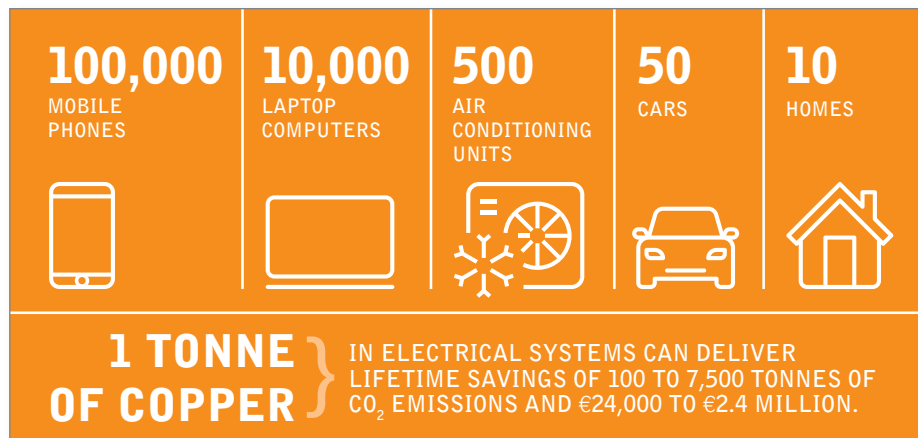 100,000
MOBILE
PHONES
10,000
LAPTOP
COMPUTERS
500
AIR
CONDITIONING
UNITS
50
CARS
10
HOMES
1 TONNE
OF COPPER
IN ELECTRICAL SYSTEMS CAN DELIVER
LIFETIME SAVINGS OF 100 TO 7,500 TONNES OF
CO₂ EMISSIONS AND €24,000 TO €2.4 MILLION.